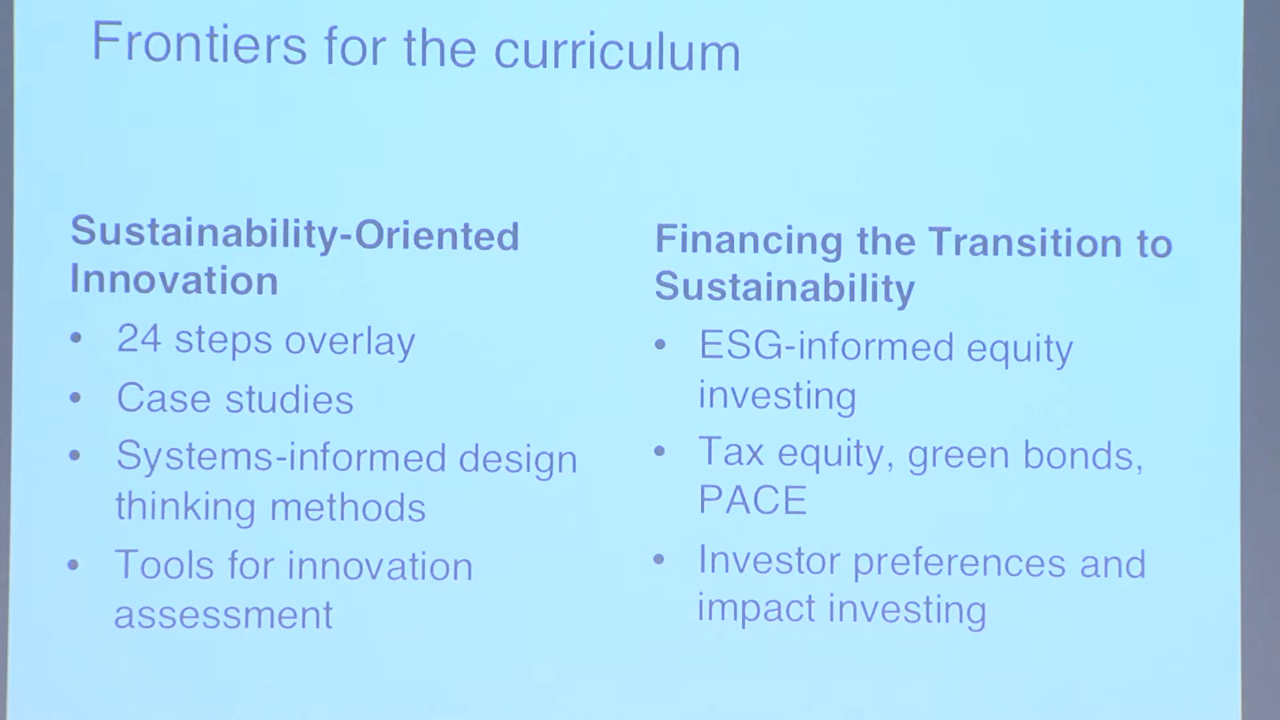 Frontiers for the curriculum
Sustainability-Oriented
Innovation
• 24 steps overlay
• Case studies
• Systems-informed design
thinking methods
• Tools for innovation
assessment
Financing the Transition to
Sustainability
• ESG-informed equity
investing
• Tax equity, green bonds,
PACE
• Investor preferences and
impact investing